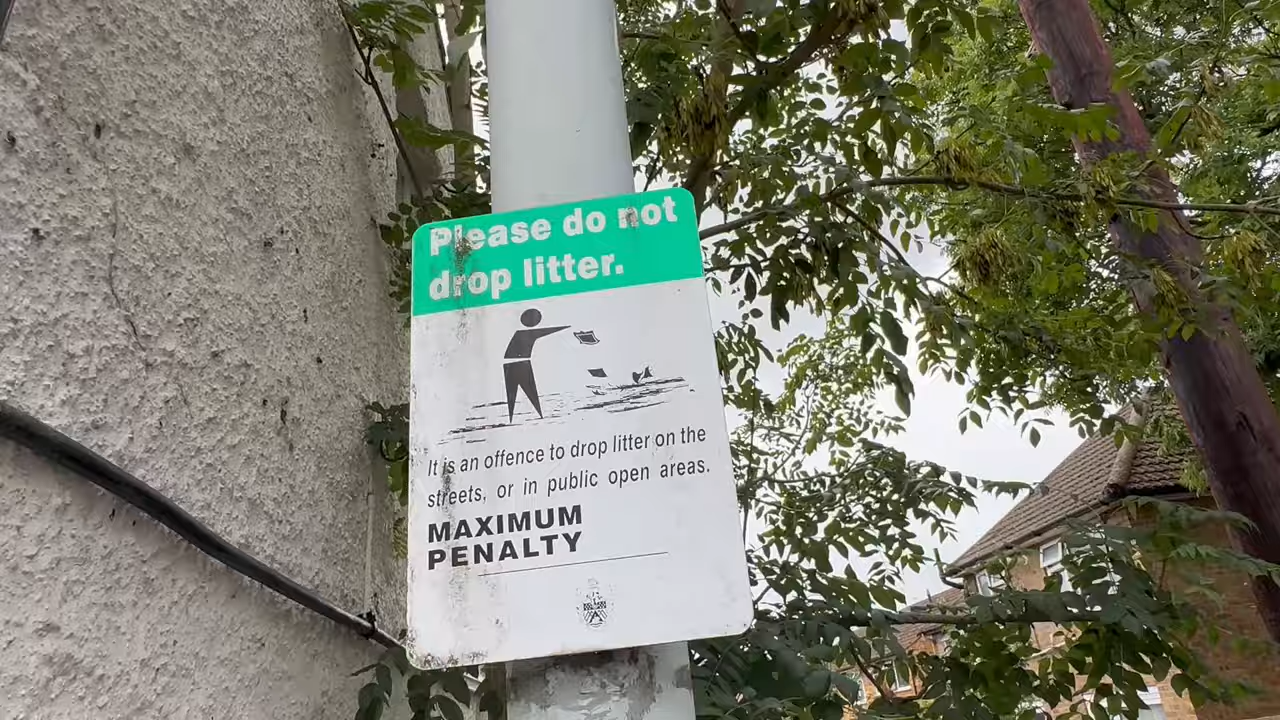 Please do not
drop litter.
It is an offence to drop litter on the
streets, or in public open areas.
MAXIMUM
PENALTY